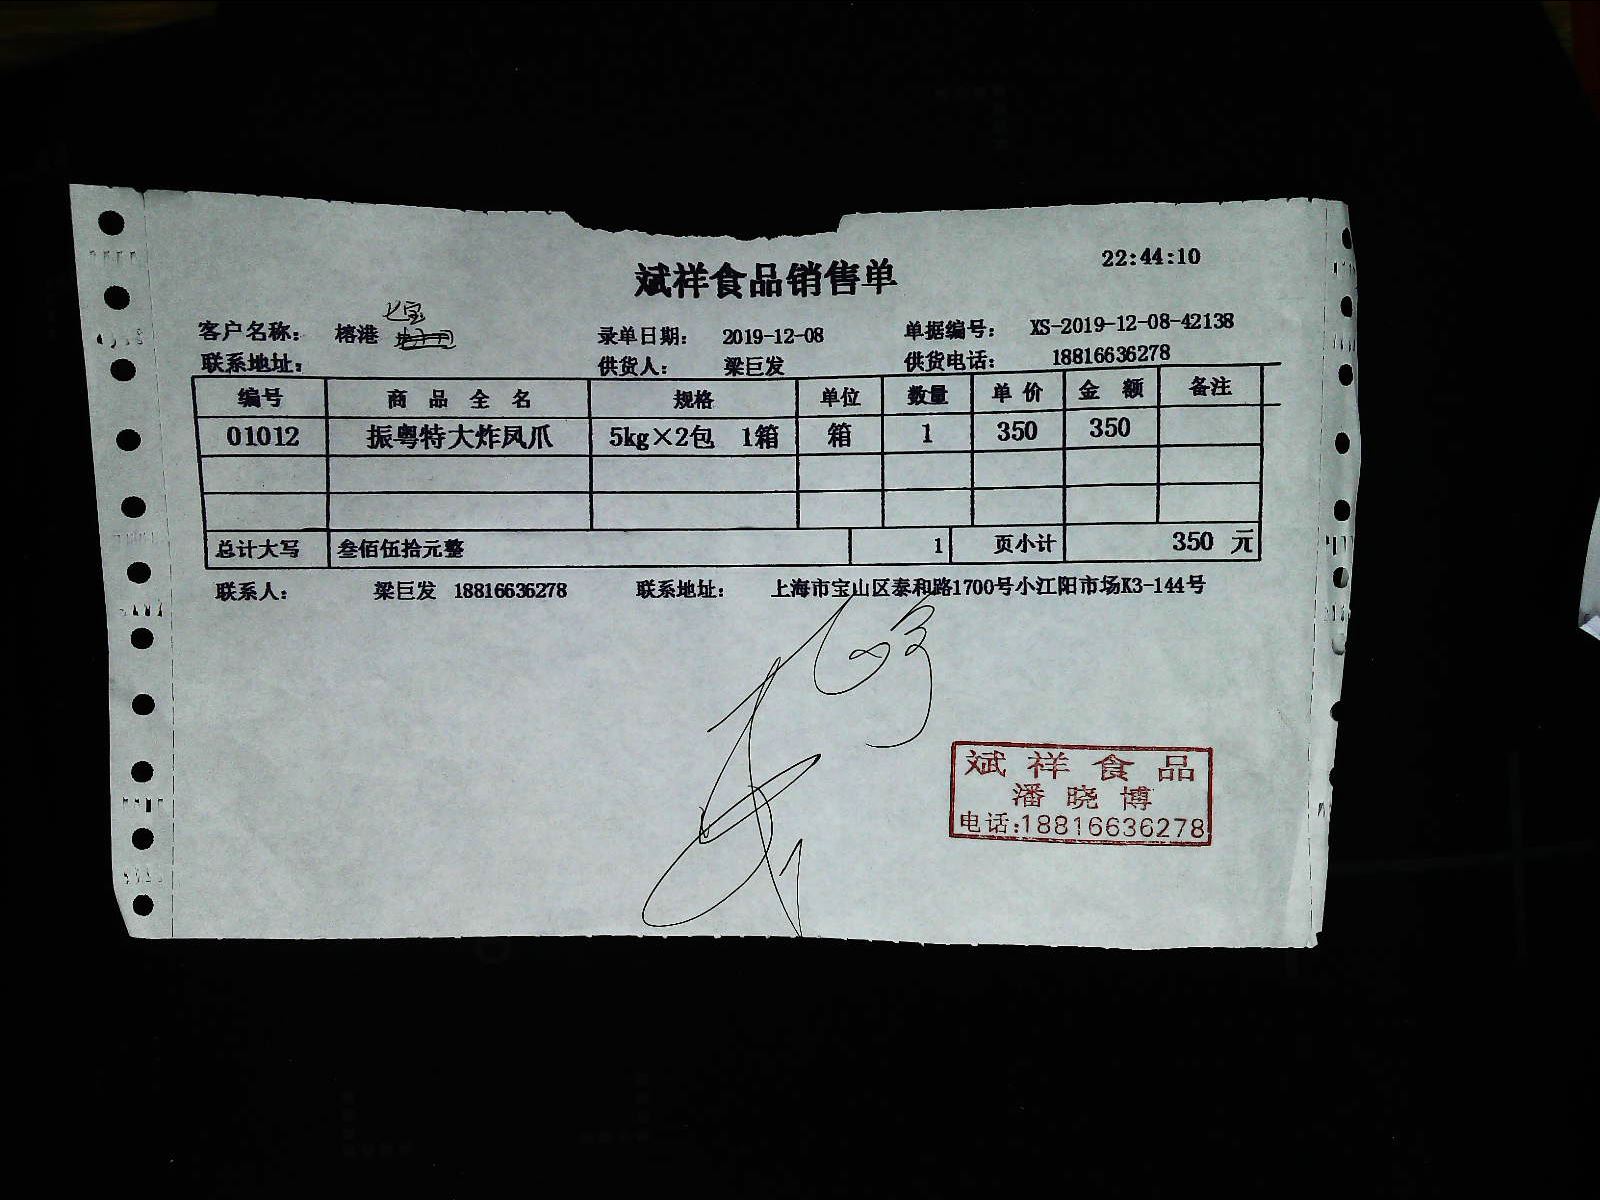 22:44:10
斌祥食品销售单
七宝
客户名称： 榕港 录单日期： 2019-12-08 单据编号： XS-2019-12-08-42138
联系地址： 供货人： 梁巨发 供货电话： 18816636278
编号 商品全名 规格 单位 数量 单价 金额 备注
01012 振粤特大炸凤爪 5kg×2包 1箱 箱 1 350 350
总计大写 叁佰伍拾元整 1 页小计 350 元
联系人： 梁巨发 18816636278 联系地址： 上海市宝山区泰和路1700号小江阳市场K3-144号
斌祥食品
潘晓博
电话:18816636278